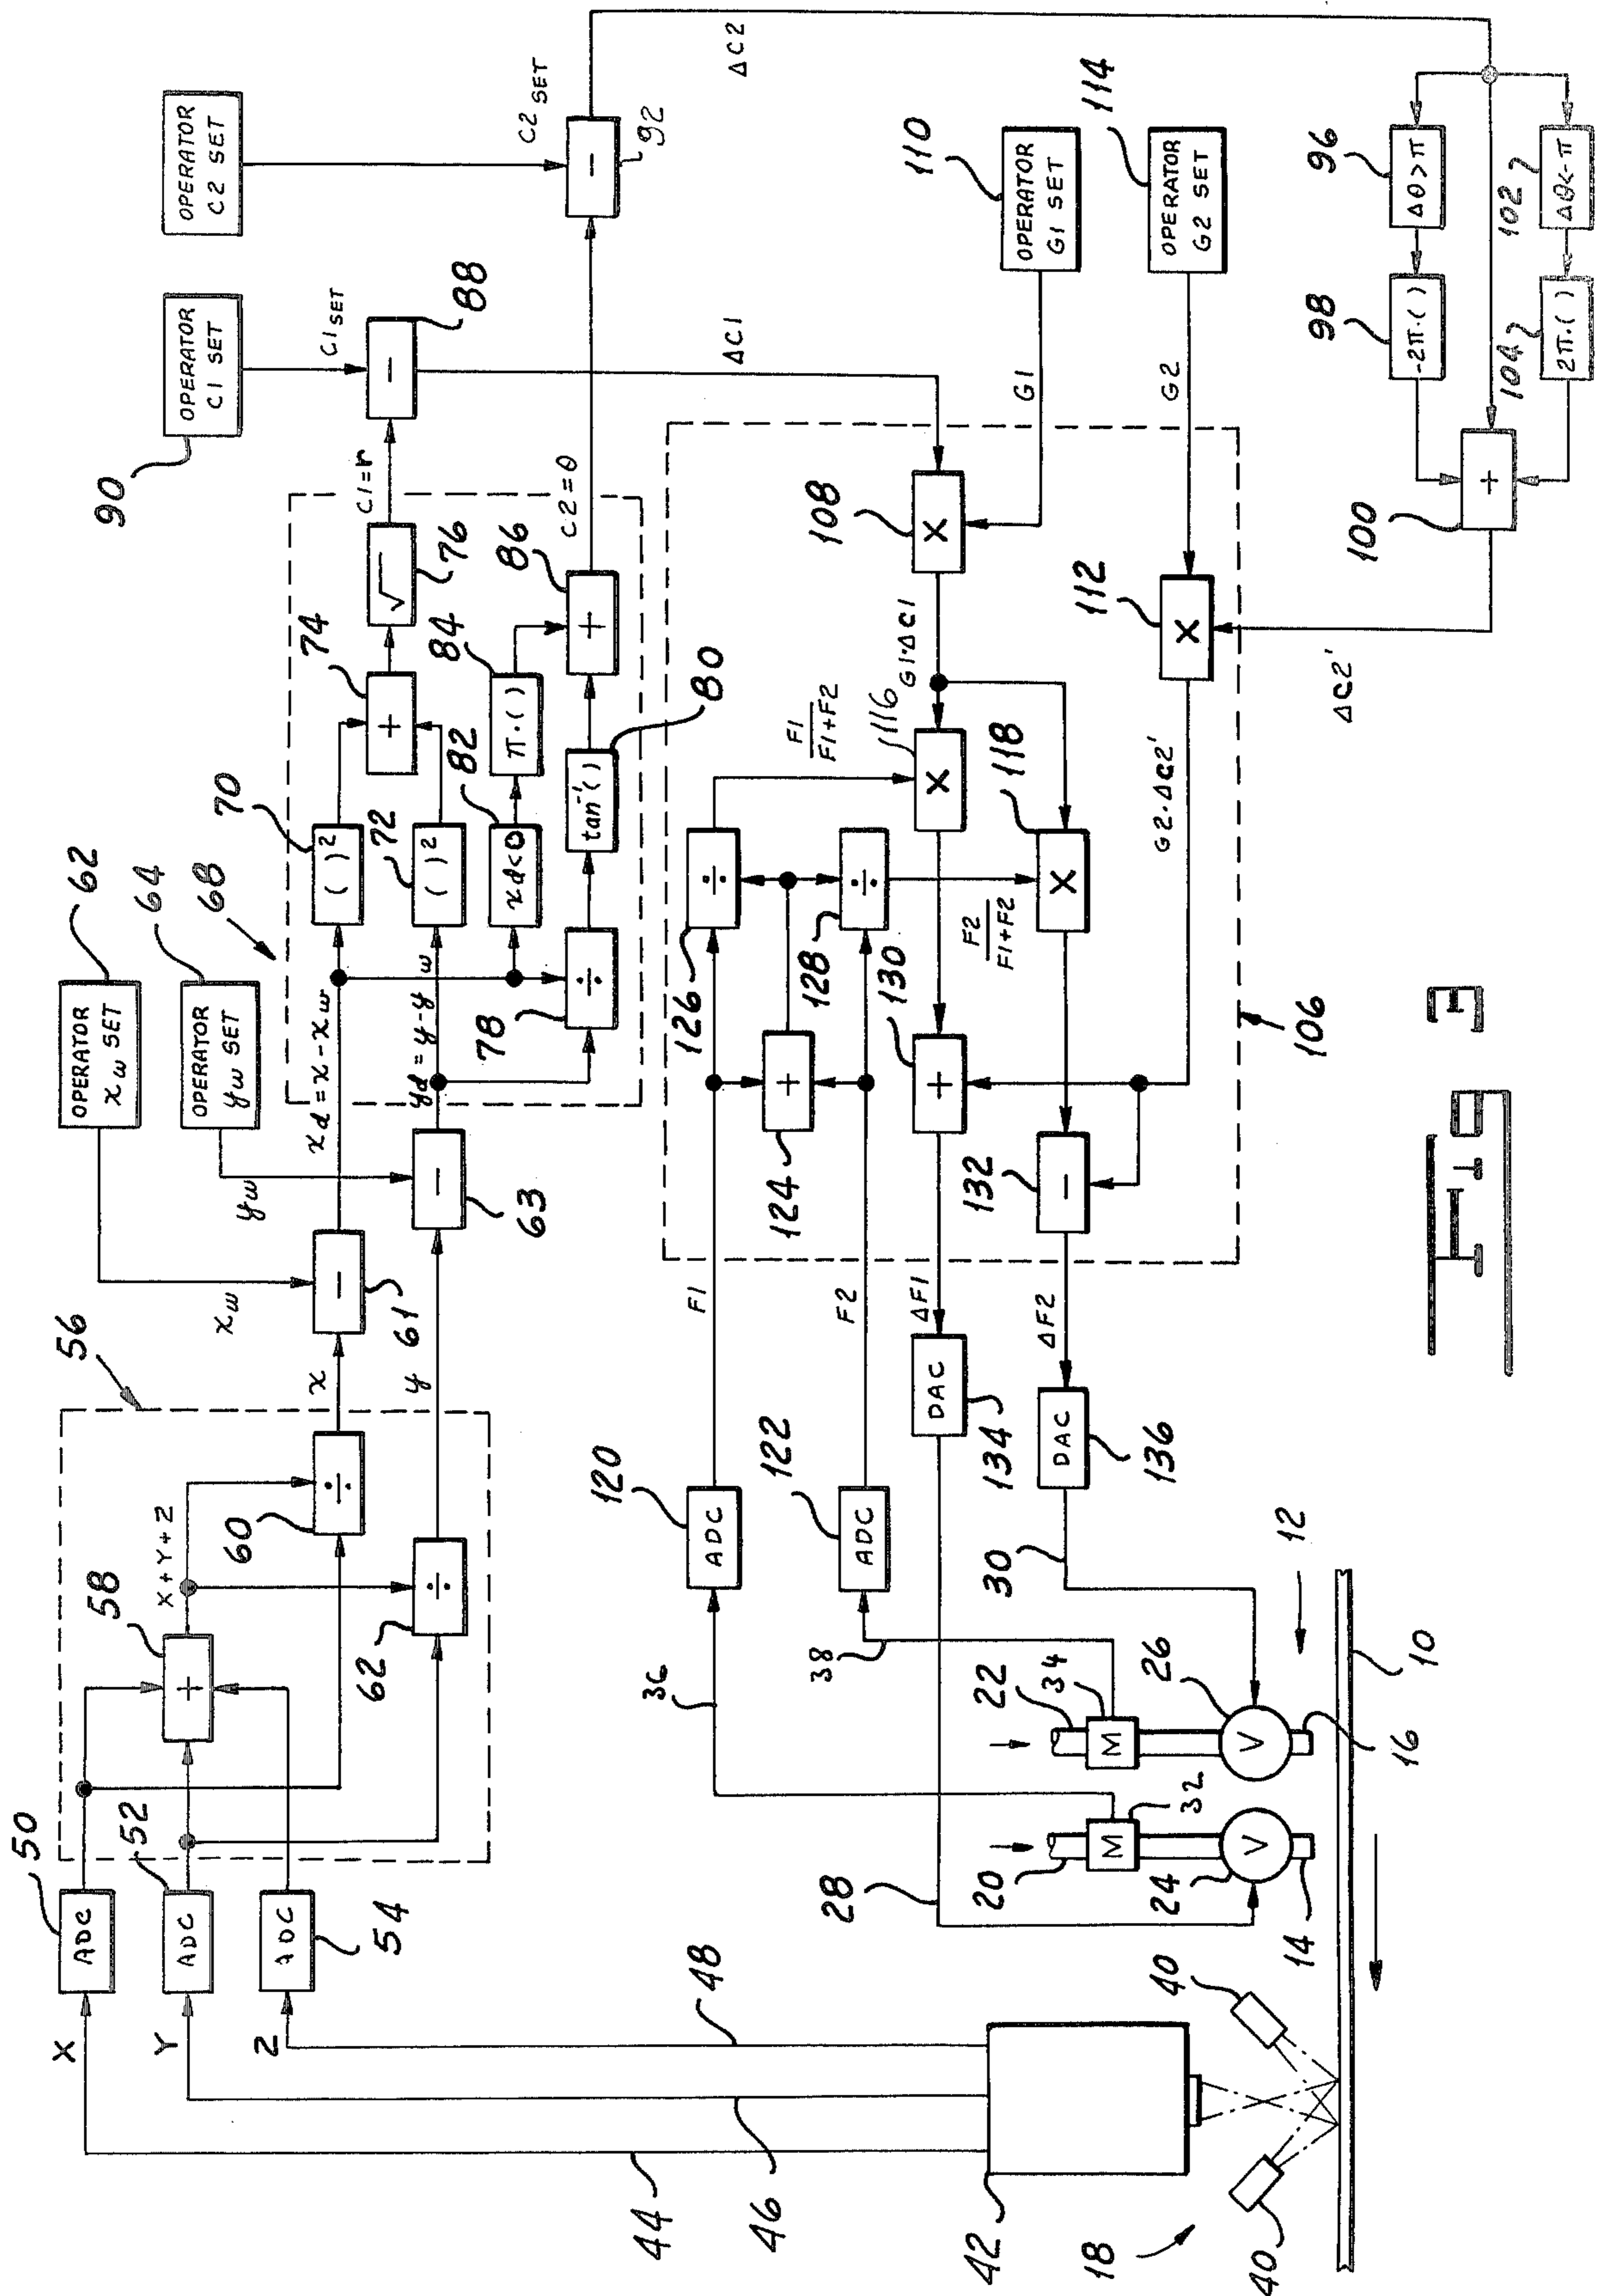 50
ADC
X
52
ADC
Y
54
ADC
Z
56
58
+
X+Y+Z
60
÷
62
÷
x
y
61
−
63
−
xw
yw
62
OPERATOR
xw SET
64
OPERATOR
yw SET
68
xd = x - xw
yd = y - yw
70
( )²
72
( )²
74
+
76
√
78
÷
80
tan⁻¹( )
82
xd<0
84
π·( )
86
+
C1=r
C2=θ
90
OPERATOR
C1 SET
C1 SET
88
−
ΔC1
OPERATOR
C2 SET
C2 SET
92
−
ΔC2
110
OPERATOR
G1 SET
G1
114
OPERATOR
G2 SET
G2
96
Δθ>π
98
-2π·( )
102
Δθ<-π
104
2π·( )
100
+
ΔC2'
106
108
X
G1·ΔC1
112
X
G2·ΔC2'
116
X
F1
F1+F2
118
X
F2
F1+F2
126
÷
128
÷
124
+
130
+
132
−
F1
F2
ΔF1
ΔF2
120
ADC
122
ADC
134
DAC
136
DAC
36
38
28
30
12
10
20
M
32
V
24
14
22
M
34
V
26
16
44
46
48
42
18
40
40